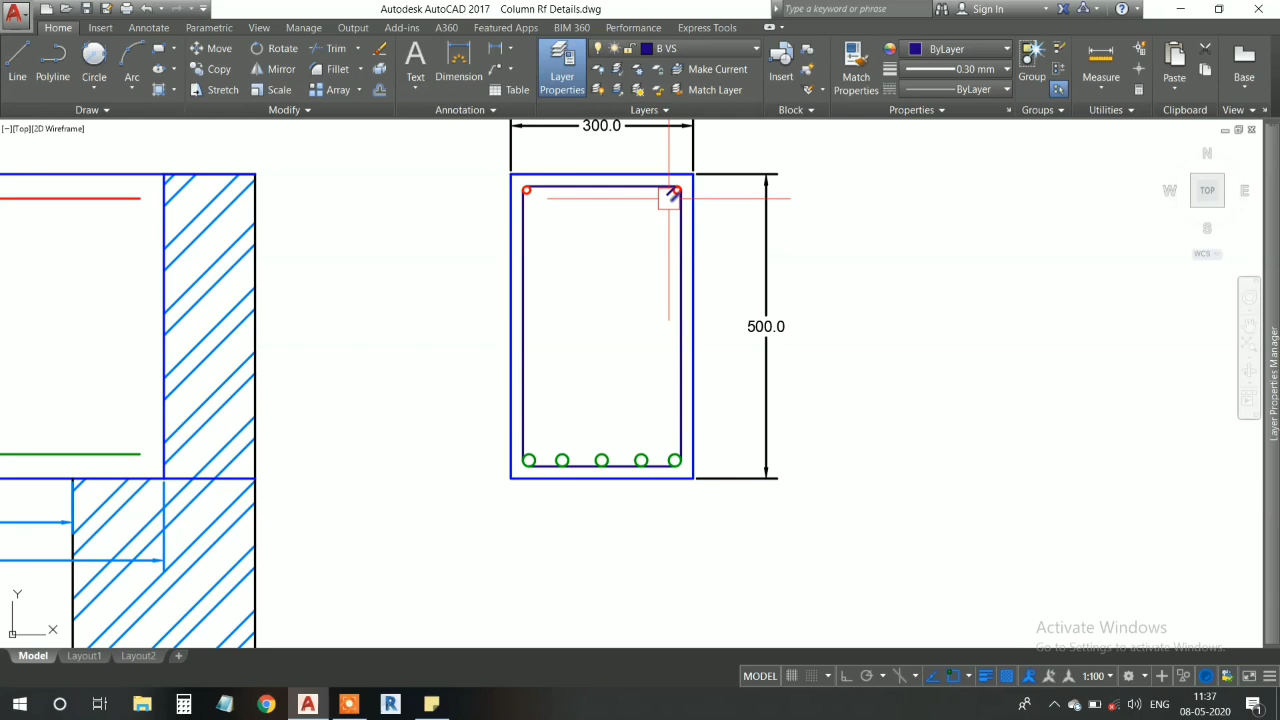 Autodesk AutoCAD 2017 Column Rf Details.dwg
Type a keyword or phrase
Sign In
Home Insert Annotate Parametric View Manage Output Add-ins A360 Featured Apps BIM 360 Performance Express Tools
Line Polyline Circle Arc
Move Rotate Trim
Copy Mirror Fillet
Stretch Scale Array
Text Dimension
Table
Layer Properties
B VS
Make Current
Match Layer
Insert
Match Properties
ByLayer
0.30 mm
ByLayer
Group
Measure
Paste
Base
Draw Modify Annotation Layers Block Properties Groups Utilities Clipboard View
[−][Top][2D Wireframe]
300.0
500.0
N
W TOP E
S
WCS
Layer Properties Manager
Y
X
Activate Windows
Go to Settings to activate Windows.
Model Layout1 Layout2 +
MODEL
1:100
ENG
11:37
08-05-2020
1